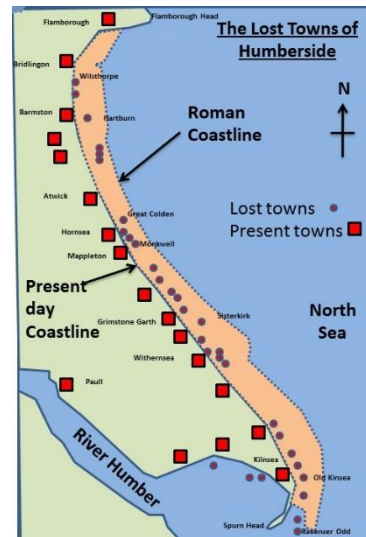 Flamborough
Flamborough Head
The Lost Towns of
Humberside
Bridlington
Wilsthorpe
N
Barmston
Hartburn
Roman
Coastline
Atwick
Great Colden
Lost towns
Hornsea
Monkwell
Present towns
Mappleton
Present
day
Coastline
Sisterkirk
North
Sea
Grimstone Garth
Withernsea
Paull
River Humber
Kilnsea
Old Kinsea
Spurn Head
Ravenser Odd